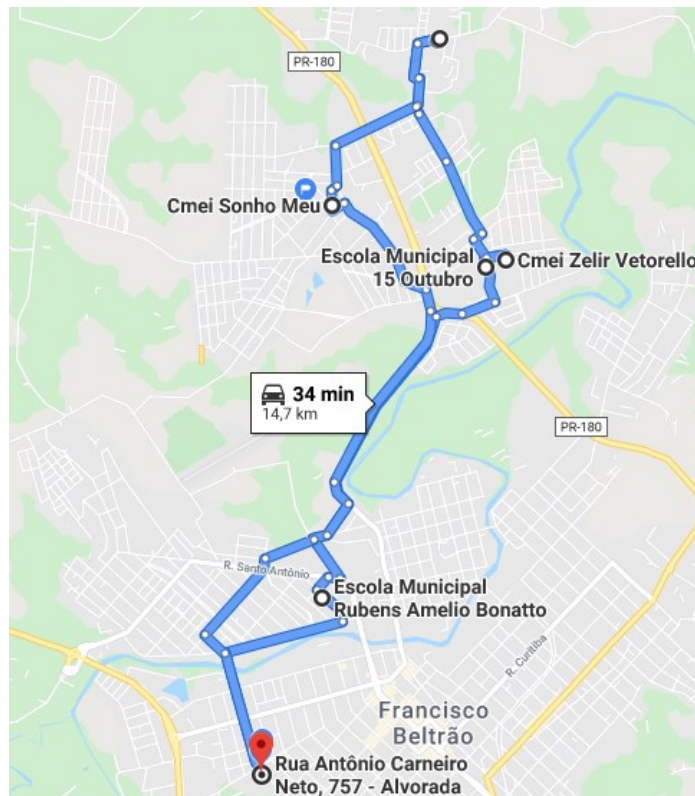 PR-180
Cmei Sonho Meu
Escola Municipal
15 Outubro
Cmei Zelir Vetorello
34 min
14,7 km
PR-180
R. Santo Antônio
Escola Municipal
Rubens Amelio Bonatto
R. Curitiba
Francisco
Beltrão
Rua Antônio Carneiro
Neto, 757 - Alvorada